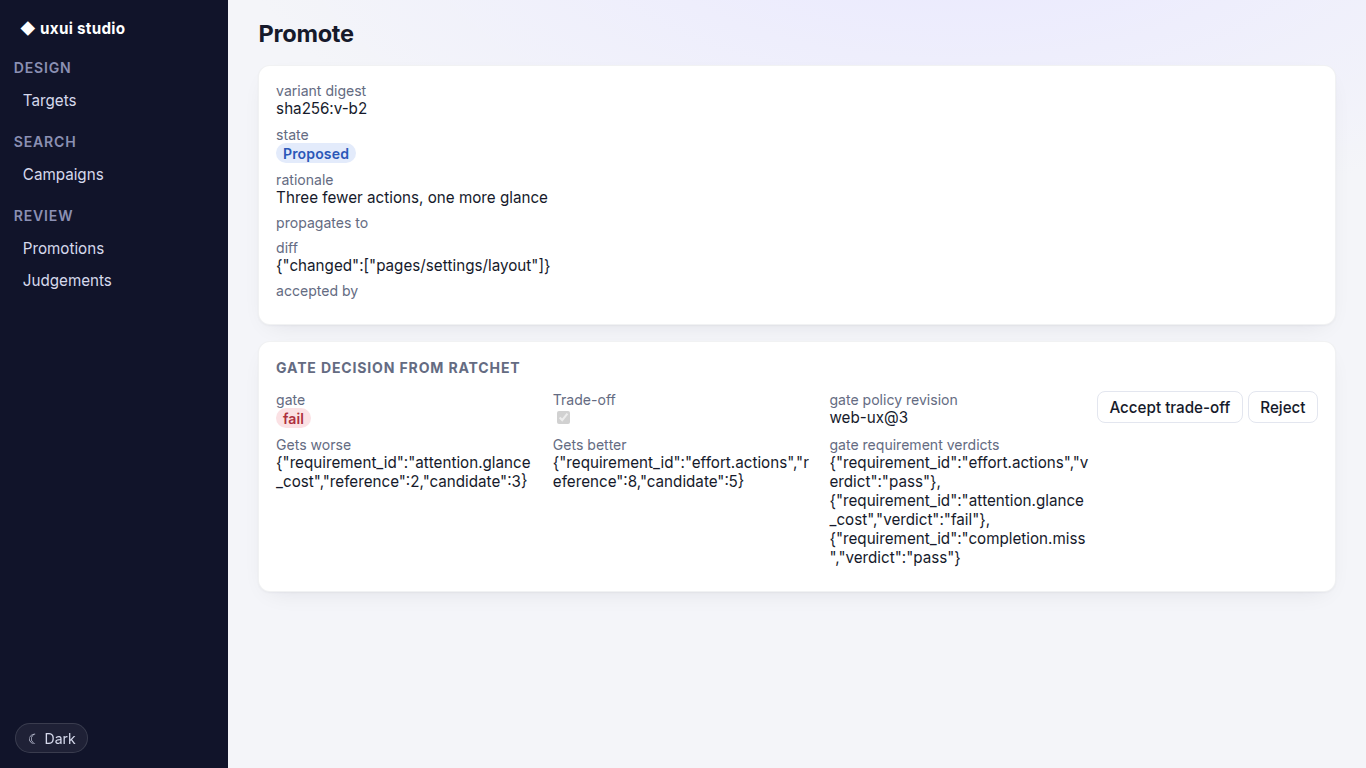 ◆ uxui studio
DESIGN
Targets
SEARCH
Campaigns
REVIEW
Promotions
Judgements
☾ Dark
Promote
variant digest
sha256:v-b2
state
Proposed
rationale
Three fewer actions, one more glance
propagates to
diff
{"changed":["pages/settings/layout"]}
accepted by
GATE DECISION FROM RATCHET
gate
fail
Trade-off
gate policy revision
web-ux@3
Accept trade-off
Reject
Gets worse
{"requirement_id":"attention.glance
_cost","reference":2,"candidate":3}
Gets better
{"requirement_id":"effort.actions","r
eference":8,"candidate":5}
gate requirement verdicts
{"requirement_id":"effort.actions","v
erdict":"pass"},
{"requirement_id":"attention.glance
_cost","verdict":"fail"},
{"requirement_id":"completion.miss
","verdict":"pass"}